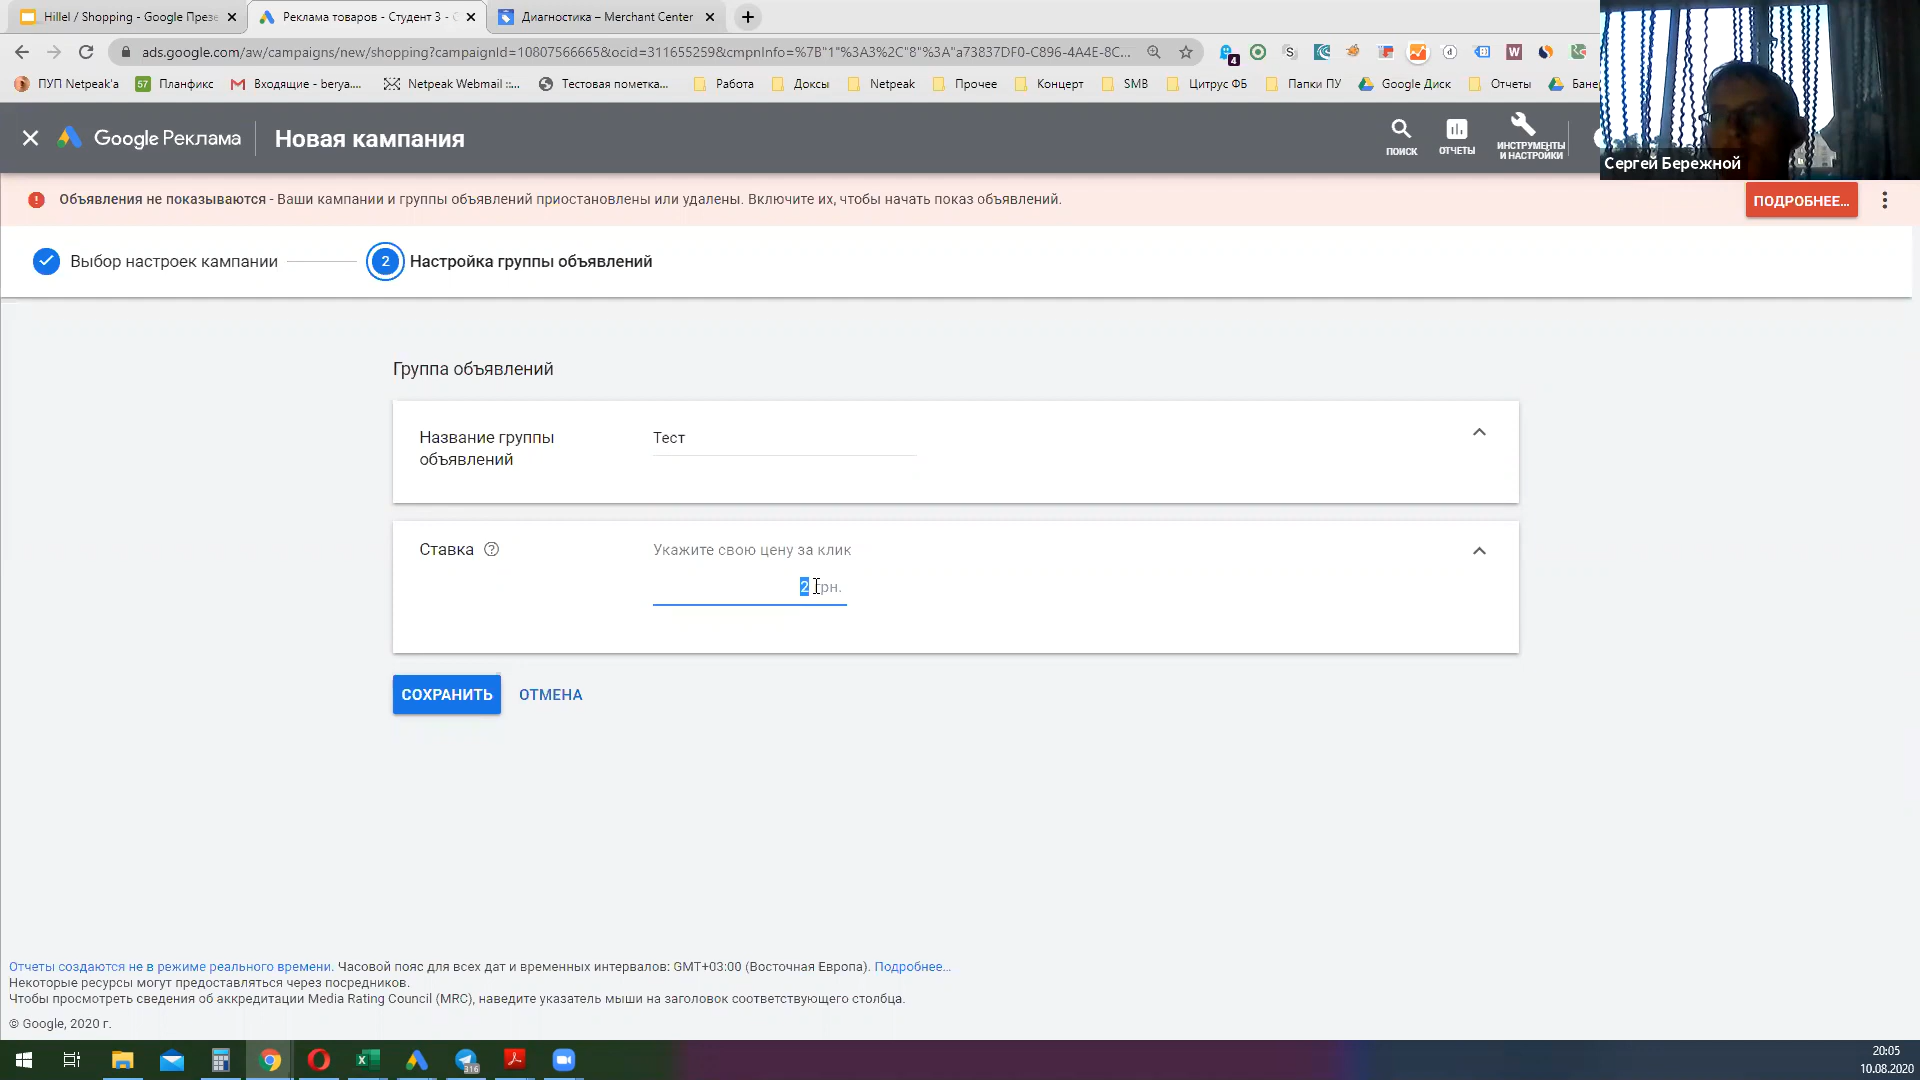 Hillel / Shopping - Google Презе
Реклама товаров - Студент 3 -
Диагностика – Merchant Center
ads.google.com/aw/campaigns/new/shopping?campaignId=10807566665&ocid=311655259&cmpnInfo=%7B"1"%3A3%2C"8"%3A"a73837DF0-C896-4A4E-8C...
4
ПУП Netpeak'a
57 Планфикс
Входящие - berya....
Netpeak Webmail ::...
Тестовая пометка...
Работа
Доксы
Netpeak
Прочее
Концерт
SMB
Цитрус ФБ
Папки ПУ
Google Диск
Отчеты
Бане
Google Реклама
Новая кампания
ПОИСК
ОТЧЕТЫ
ИНСТРУМЕНТЫ
И НАСТРОЙКИ
Сергей Бережной
Объявления не показываются - Ваши кампании и группы объявлений приостановлены или удалены. Включите их, чтобы начать показ объявлений.
ПОДРОБНЕЕ...
Выбор настроек кампании
2 Настройка группы объявлений
Группа объявлений
Название группы
объявлений
Тест
Ставка
Укажите свою цену за клик
2 грн.
СОХРАНИТЬ
ОТМЕНА
Отчеты создаются не в режиме реального времени. Часовой пояс для всех дат и временных интервалов: GMT+03:00 (Восточная Европа). Подробнее...
Некоторые ресурсы могут предоставляться через посредников.
Чтобы просмотреть сведения об аккредитации Media Rating Council (MRC), наведите указатель мыши на заголовок соответствующего столбца.
© Google, 2020 г.
316
20:05
10.08.2020